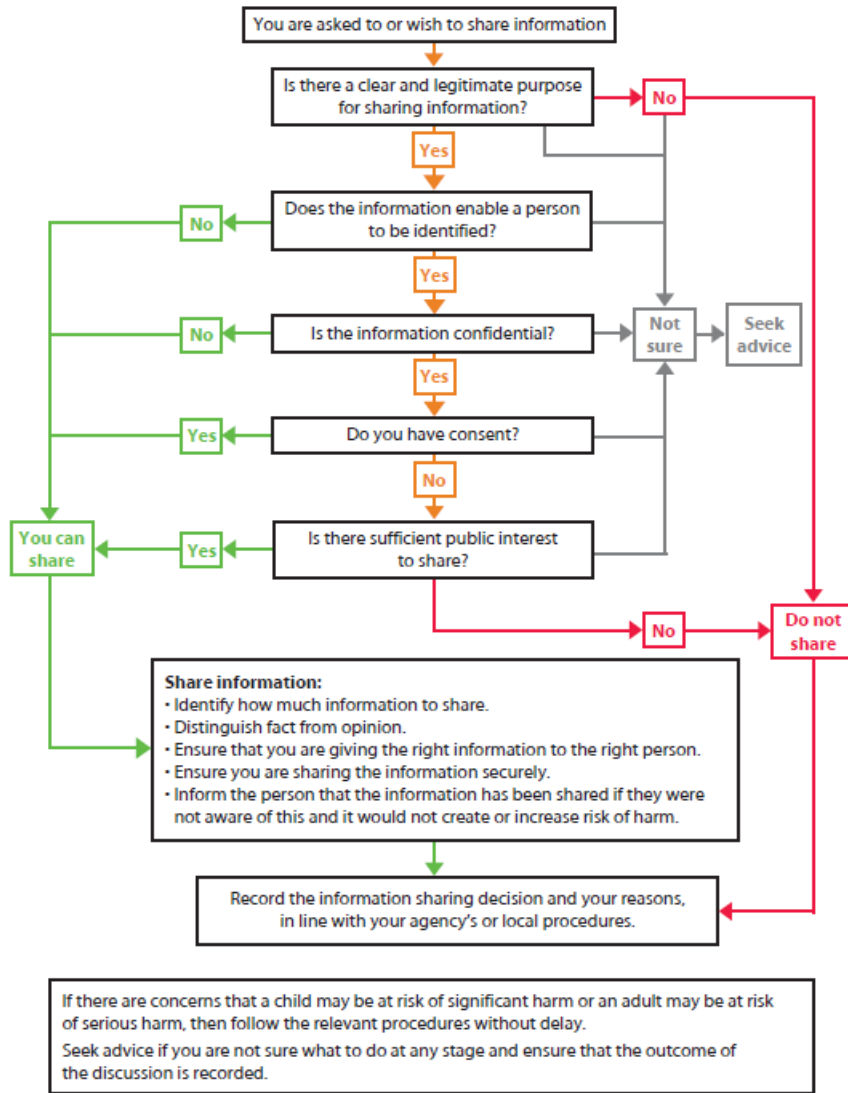 You are asked to or wish to share information
Is there a clear and legitimate purpose
for sharing information?
No
Yes
Does the information enable a person
to be identified?
No
Yes
Is the information confidential?
No
Not
sure
Seek
advice
Yes
Do you have consent?
Yes
No
Is there sufficient public interest
to share?
Yes
You can
share
No
Do not
share
Share information:
• Identify how much information to share.
• Distinguish fact from opinion.
• Ensure that you are giving the right information to the right person.
• Ensure you are sharing the information securely.
• Inform the person that the information has been shared if they were
not aware of this and it would not create or increase risk of harm.
Record the information sharing decision and your reasons,
in line with your agency's or local procedures.
If there are concerns that a child may be at risk of significant harm or an adult may be at risk
of serious harm, then follow the relevant procedures without delay.
Seek advice if you are not sure what to do at any stage and ensure that the outcome of
the discussion is recorded.